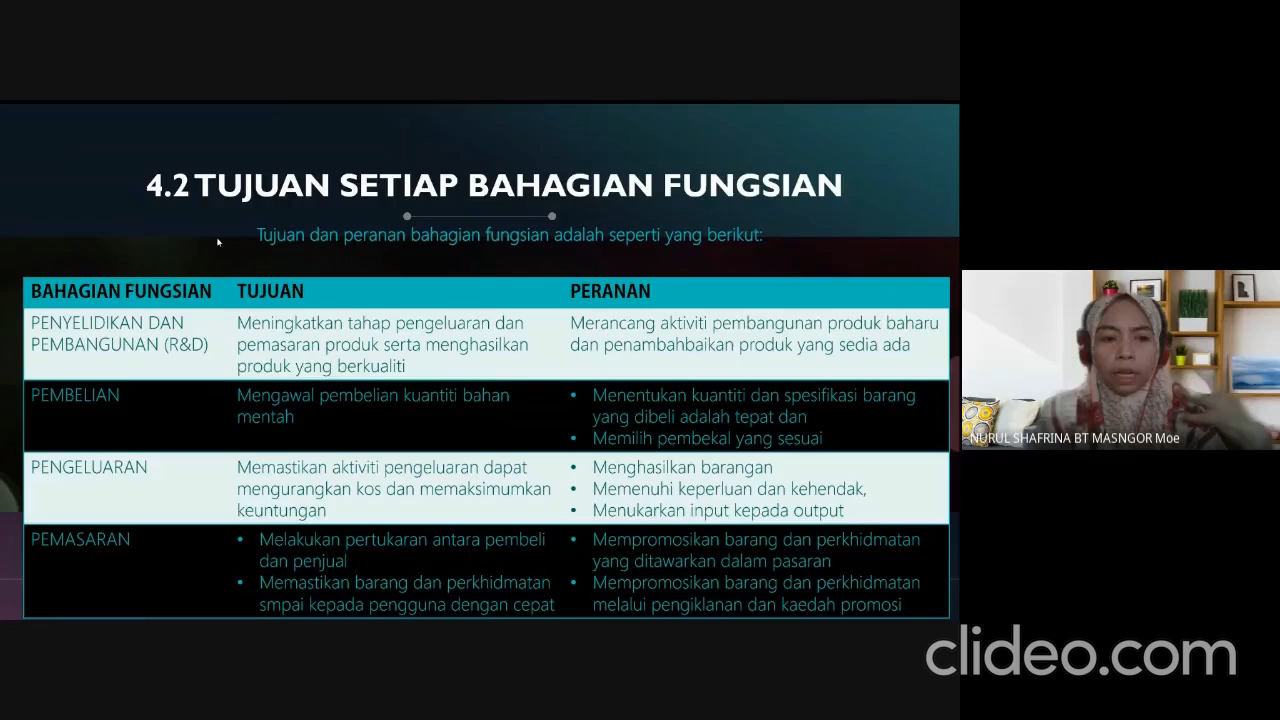 4.2 TUJUAN SETIAP BAHAGIAN FUNGSIAN
Tujuan dan peranan bahagian fungsian adalah seperti yang berikut:
BAHAGIAN FUNGSIAN TUJUAN PERANAN
PENYELIDIKAN DAN
PEMBANGUNAN (R&D)
Meningkatkan tahap pengeluaran dan
pemasaran produk serta menghasilkan
produk yang berkualiti
Merancang aktiviti pembangunan produk baharu
dan penambahbaikan produk yang sedia ada
PEMBELIAN
Mengawal pembelian kuantiti bahan
mentah
• Menentukan kuantiti dan spesifikasi barang
yang dibeli adalah tepat dan
• Memilih pembekal yang sesuai
PENGELUARAN
Memastikan aktiviti pengeluaran dapat
mengurangkan kos dan memaksimumkan
keuntungan
• Menghasilkan barangan
• Memenuhi keperluan dan kehendak,
• Menukarkan input kepada output
PEMASARAN
• Melakukan pertukaran antara pembeli
dan penjual
• Memastikan barang dan perkhidmatan
smpai kepada pengguna dengan cepat
• Mempromosikan barang dan perkhidmatan
yang ditawarkan dalam pasaran
• Mempromosikan barang dan perkhidmatan
melalui pengiklanan dan kaedah promosi
NURUL SHAFRINA BT MASNGOR Moe
clideo.com